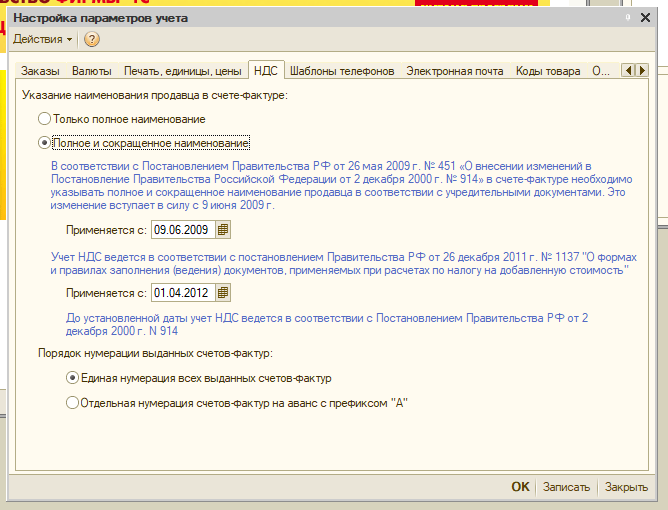 ФИРМЫ "1С
Настройка параметров учета
Действия
Заказы Валюты Печать, единицы, цены НДС Шаблоны телефонов Электронная почта Коды товара О...
Указание наименования продавца в счете-фактуре:
Только полное наименование
Полное и сокращенное наименование
В соответствии с Постановлением Правительства РФ от 26 мая 2009 г. № 451 «О внесении изменений в
Постановление Правительства Российской Федерации от 2 декабря 2000 г. № 914» в счете-фактуре необходимо
указывать полное и сокращенное наименование продавца в соответствии с учредительными документами. Это
изменение вступает в силу с 9 июня 2009 г.
Применяется с: 09.06.2009
Учет НДС ведется в соответствии с постановлением Правительства РФ от 26 декабря 2011 г. № 1137 "О формах
и правилах заполнения (ведения) документов, применяемых при расчетах по налогу на добавленную стоимость"
Применяется с: 01.04.2012
До установленной даты учет НДС ведется в соответствии с Постановлением Правительства РФ от 2
декабря 2000 г. N 914
Порядок нумерации выданных счетов-фактур:
Единая нумерация всех выданных счетов-фактур
Отдельная нумерация счетов-фактур на аванс с префиксом "А"
OK Записать Закрыть